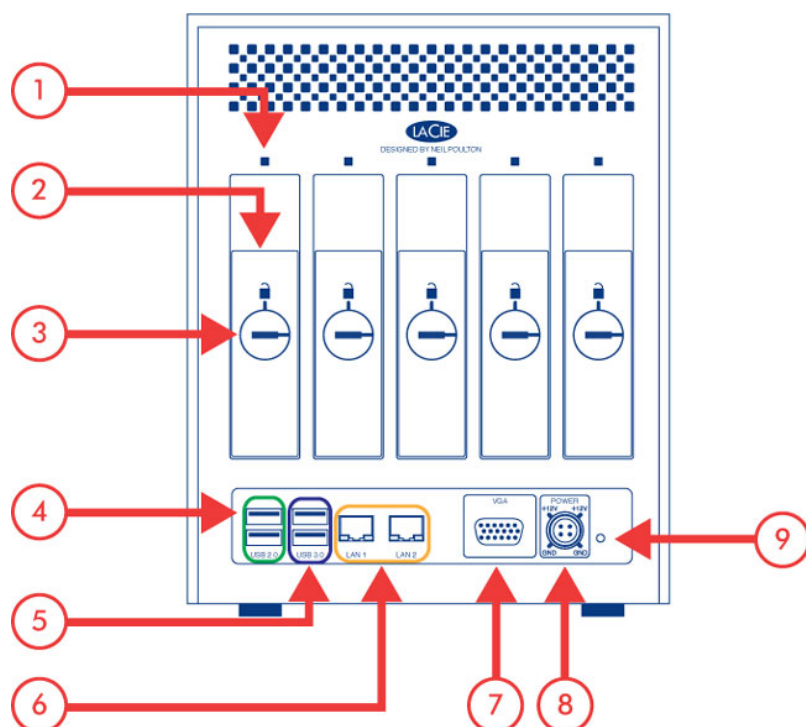 1
LACIE
DESIGNED BY NEIL POULTON
2
3
4
VGA
POWER
+12V +12V
9
USB 2.0
USB 3.0
LAN 1
LAN 2
GND GND
5
6
7
8